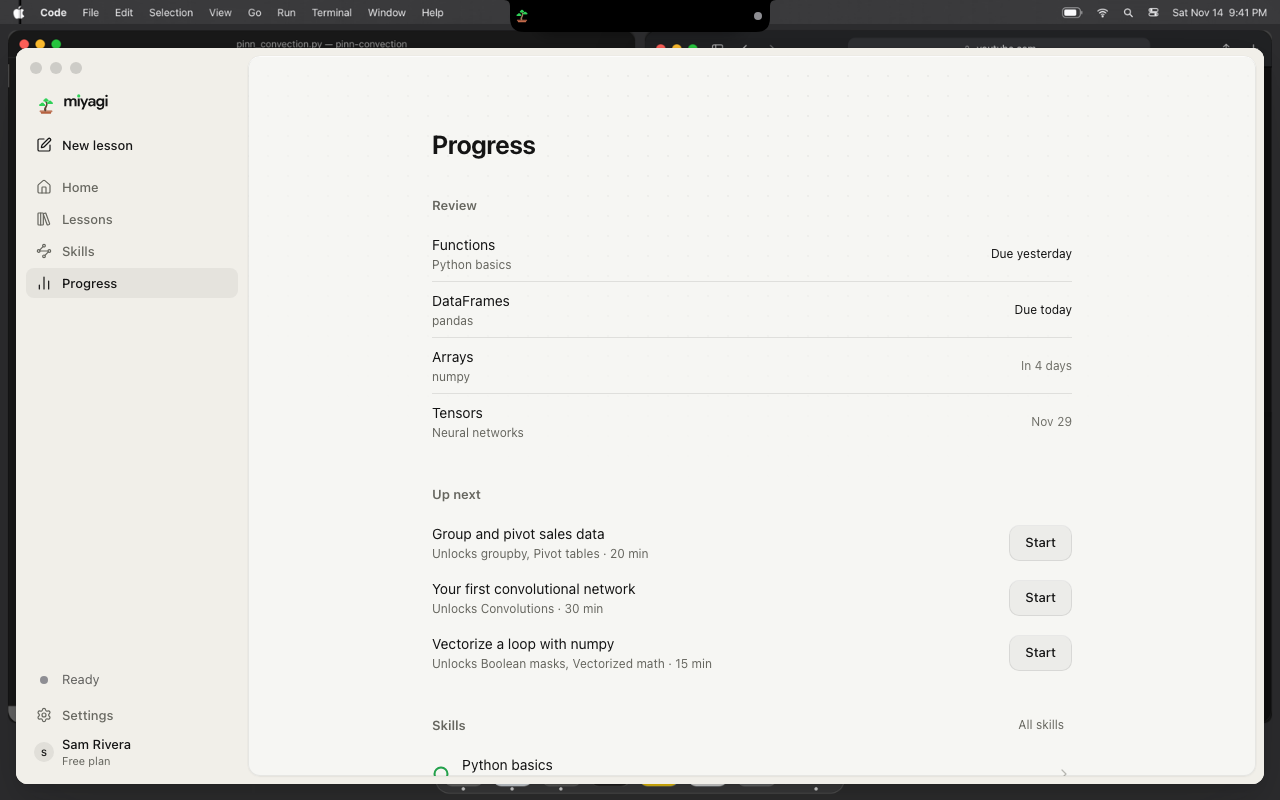 Code File Edit Selection View Go Run Terminal Window Help
Sat Nov 14 9:41 PM
pinn_convection.py — pinn-convection
miyagi
New lesson
Home
Lessons
Skills
Progress
Ready
Settings
S
Sam Rivera
Free plan
Progress
Review
Functions
Python basics
Due yesterday
DataFrames
pandas
Due today
Arrays
numpy
In 4 days
Tensors
Neural networks
Nov 29
Up next
Group and pivot sales data
Unlocks groupby, Pivot tables · 20 min
Start
Your first convolutional network
Unlocks Convolutions · 30 min
Start
Vectorize a loop with numpy
Unlocks Boolean masks, Vectorized math · 15 min
Start
Skills
All skills
Python basics